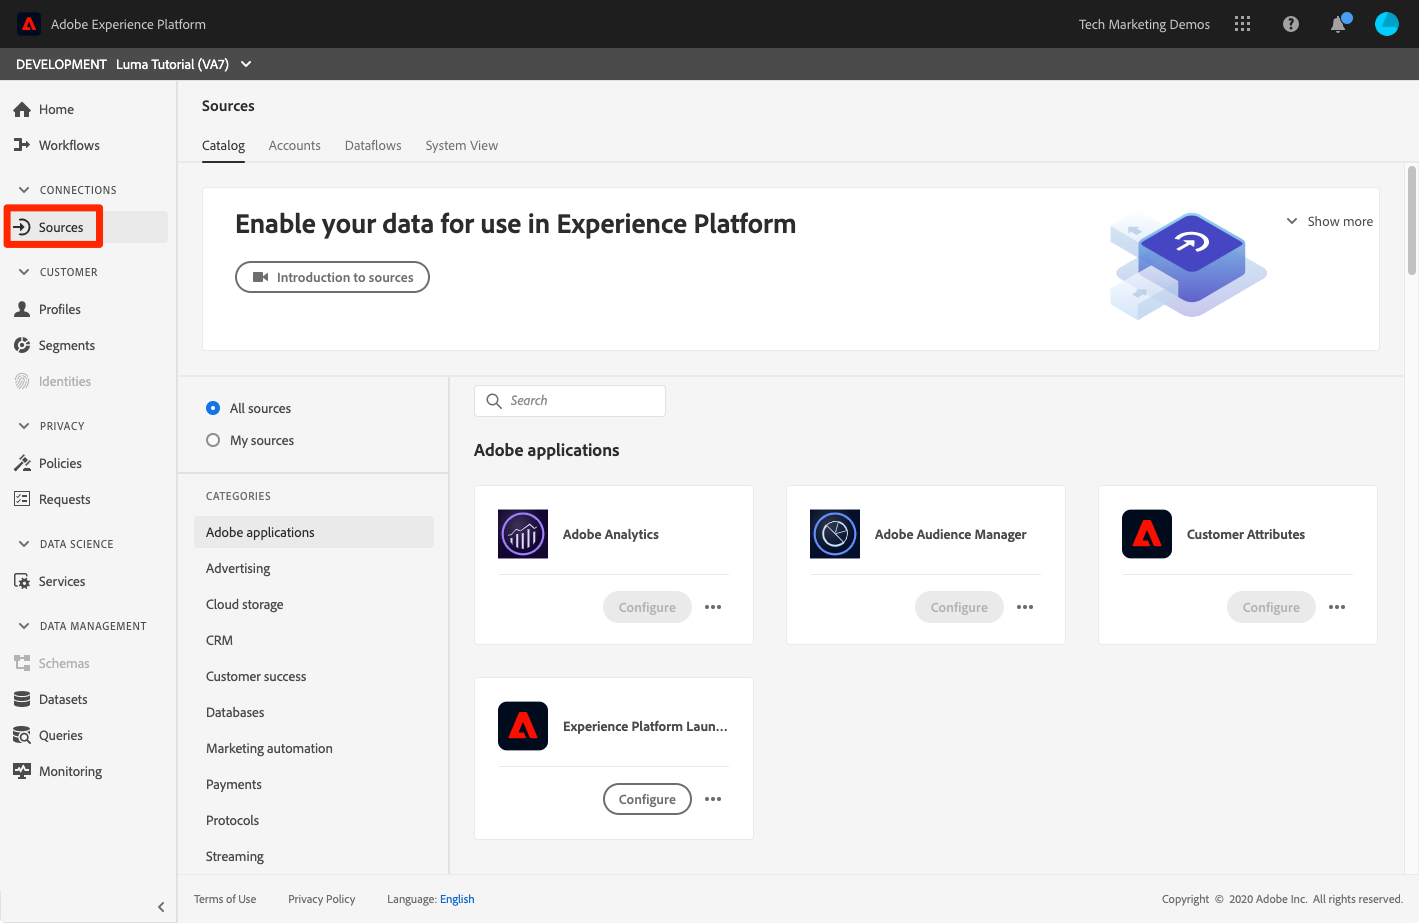 Adobe Experience Platform
Tech Marketing Demos
DEVELOPMENT Luma Tutorial (VA7)
Home
Workflows
CONNECTIONS
Sources
CUSTOMER
Profiles
Segments
Identities
PRIVACY
Policies
Requests
DATA SCIENCE
Services
DATA MANAGEMENT
Schemas
Datasets
Queries
Monitoring
Sources
Catalog Accounts Dataflows System View
Enable your data for use in Experience Platform
Show more
Introduction to sources
All sources
My sources
CATEGORIES
Adobe applications
Advertising
Cloud storage
CRM
Customer success
Databases
Marketing automation
Payments
Protocols
Streaming
Search
Adobe applications
Adobe Analytics
Configure
Adobe Audience Manager
Configure
Customer Attributes
Configure
Experience Platform Laun...
Configure
Terms of Use Privacy Policy Language: English
Copyright © 2020 Adobe Inc. All rights reserved.